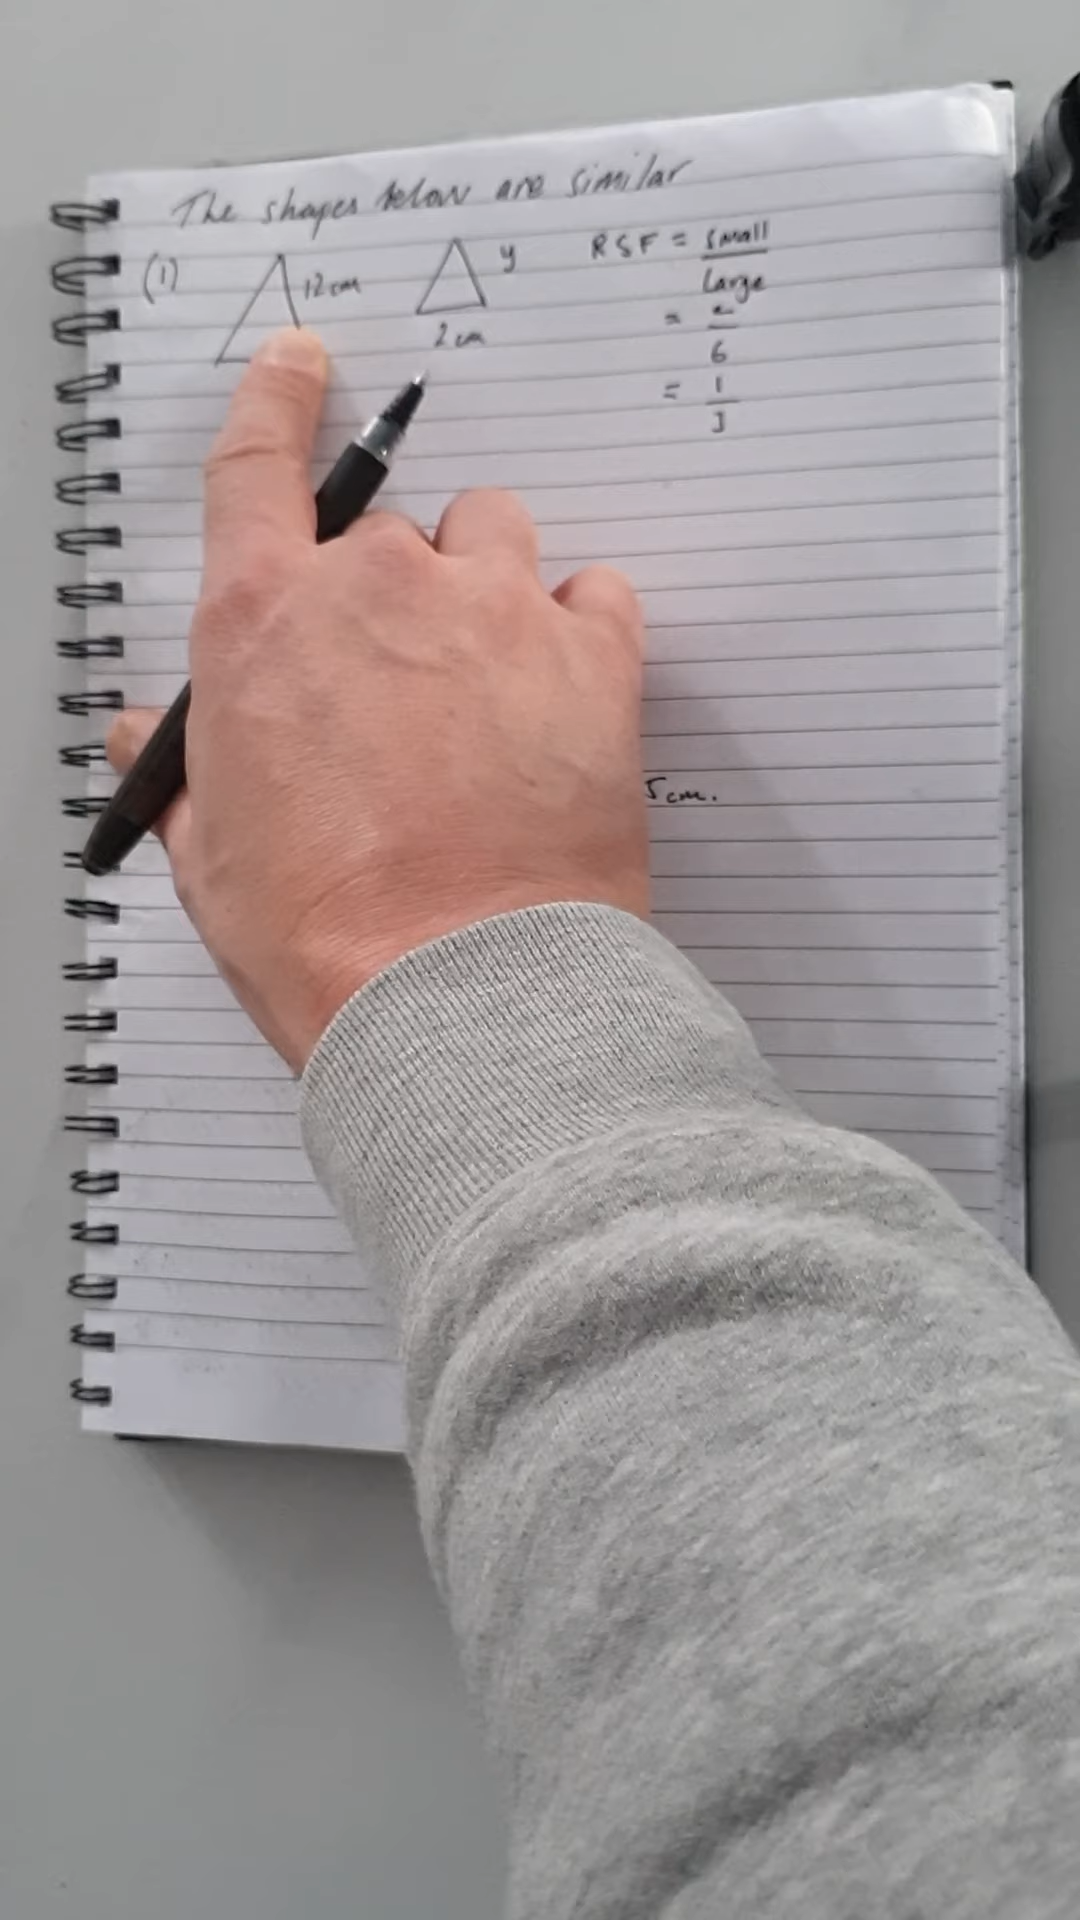 The shapes below are similar
(1) 12cm y RSF = small
large
2cm = 2
6
= 1
3
5cm.